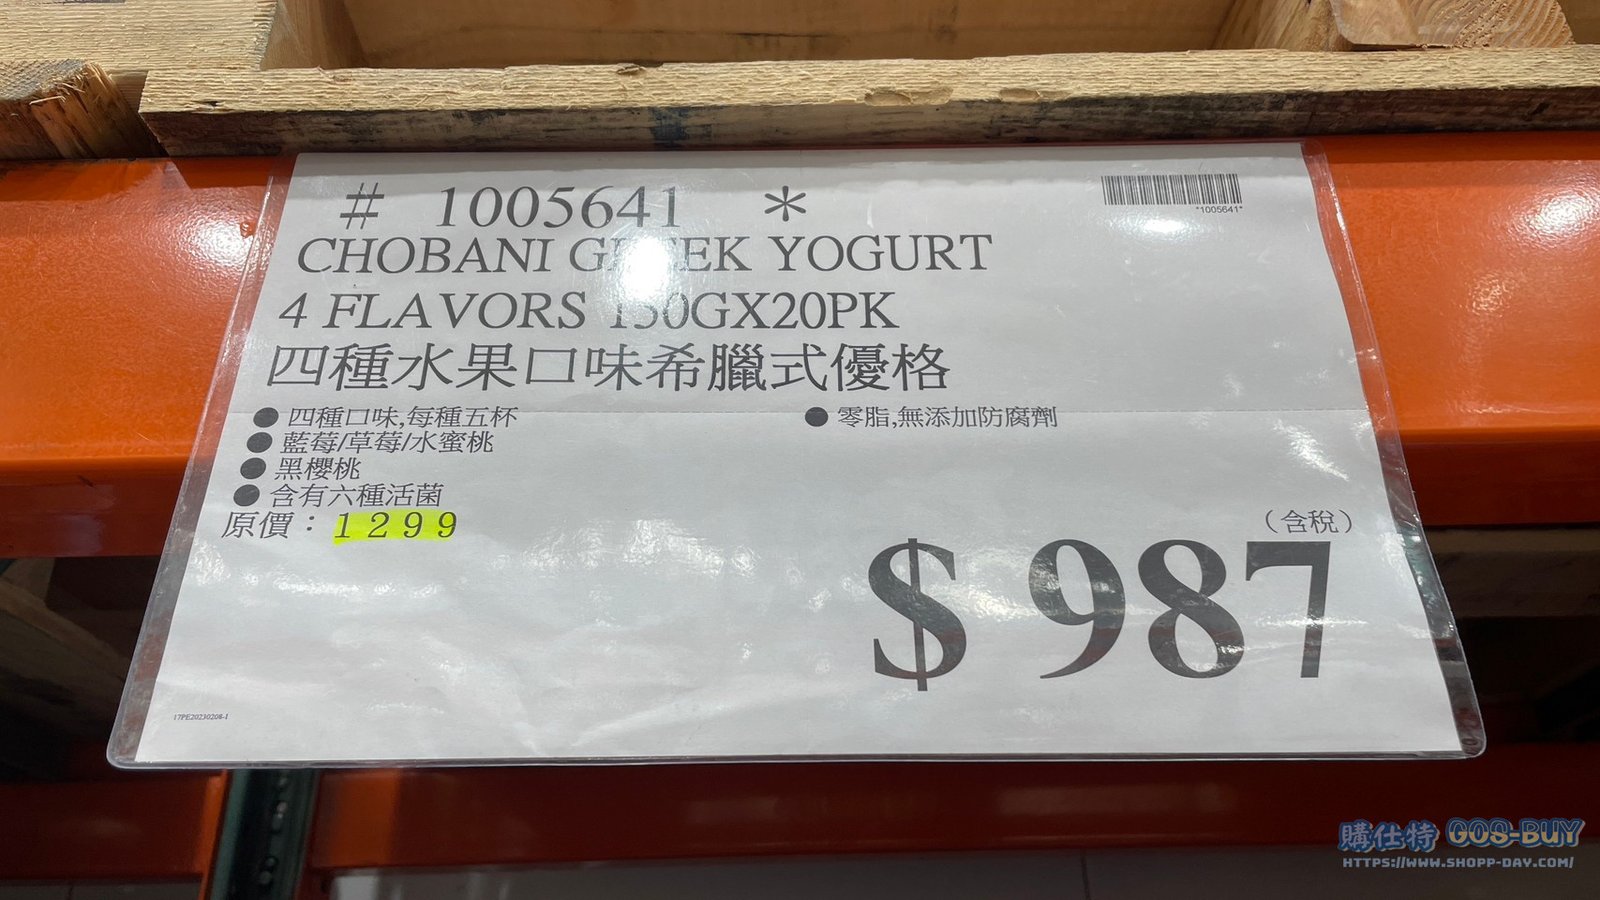 # 1005641 *
*1005641*
CHOBANI GREEK YOGURT
4 FLAVORS 150GX20PK
四種水果口味希臘式優格
● 四種口味,每種五杯
● 零脂,無添加防腐劑
● 藍莓/草莓/水蜜桃
● 黑櫻桃
● 含有六種活菌
原價：1299
（含稅）
$ 987
17PE20230208-1
購仕特 GOS-BUY
HTTPS://WWW.SHOPP-DAY.COM/